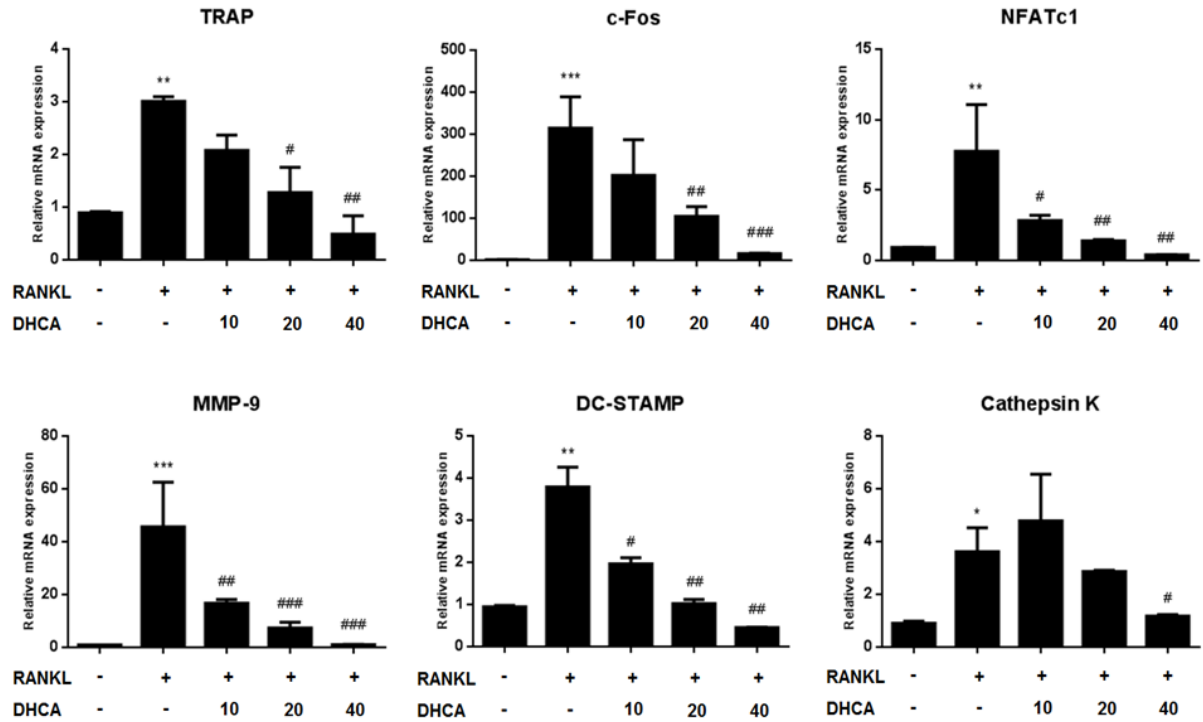 TRAP
Relative mRNA expression
4
3
2
1
0
**
#
##
RANKL - + + + +
DHCA - - 10 20 40
c-Fos
Relative mRNA expression
500
400
300
200
100
0
***
##
###
RANKL - + + + +
DHCA - - 10 20 40
NFATc1
Relative mRNA expression
15
10
5
0
**
#
##
##
RANKL - + + + +
DHCA - - 10 20 40
MMP-9
Relative mRNA expression
80
60
40
20
0
***
##
###
###
RANKL - + + + +
DHCA - - 10 20 40
DC-STAMP
Relative mRNA expression
5
4
3
2
1
0
**
#
##
##
RANKL - + + + +
DHCA - - 10 20 40
Cathepsin K
Relative mRNA expression
8
6
4
2
0
*
#
RANKL - + + + +
DHCA - - 10 20 40